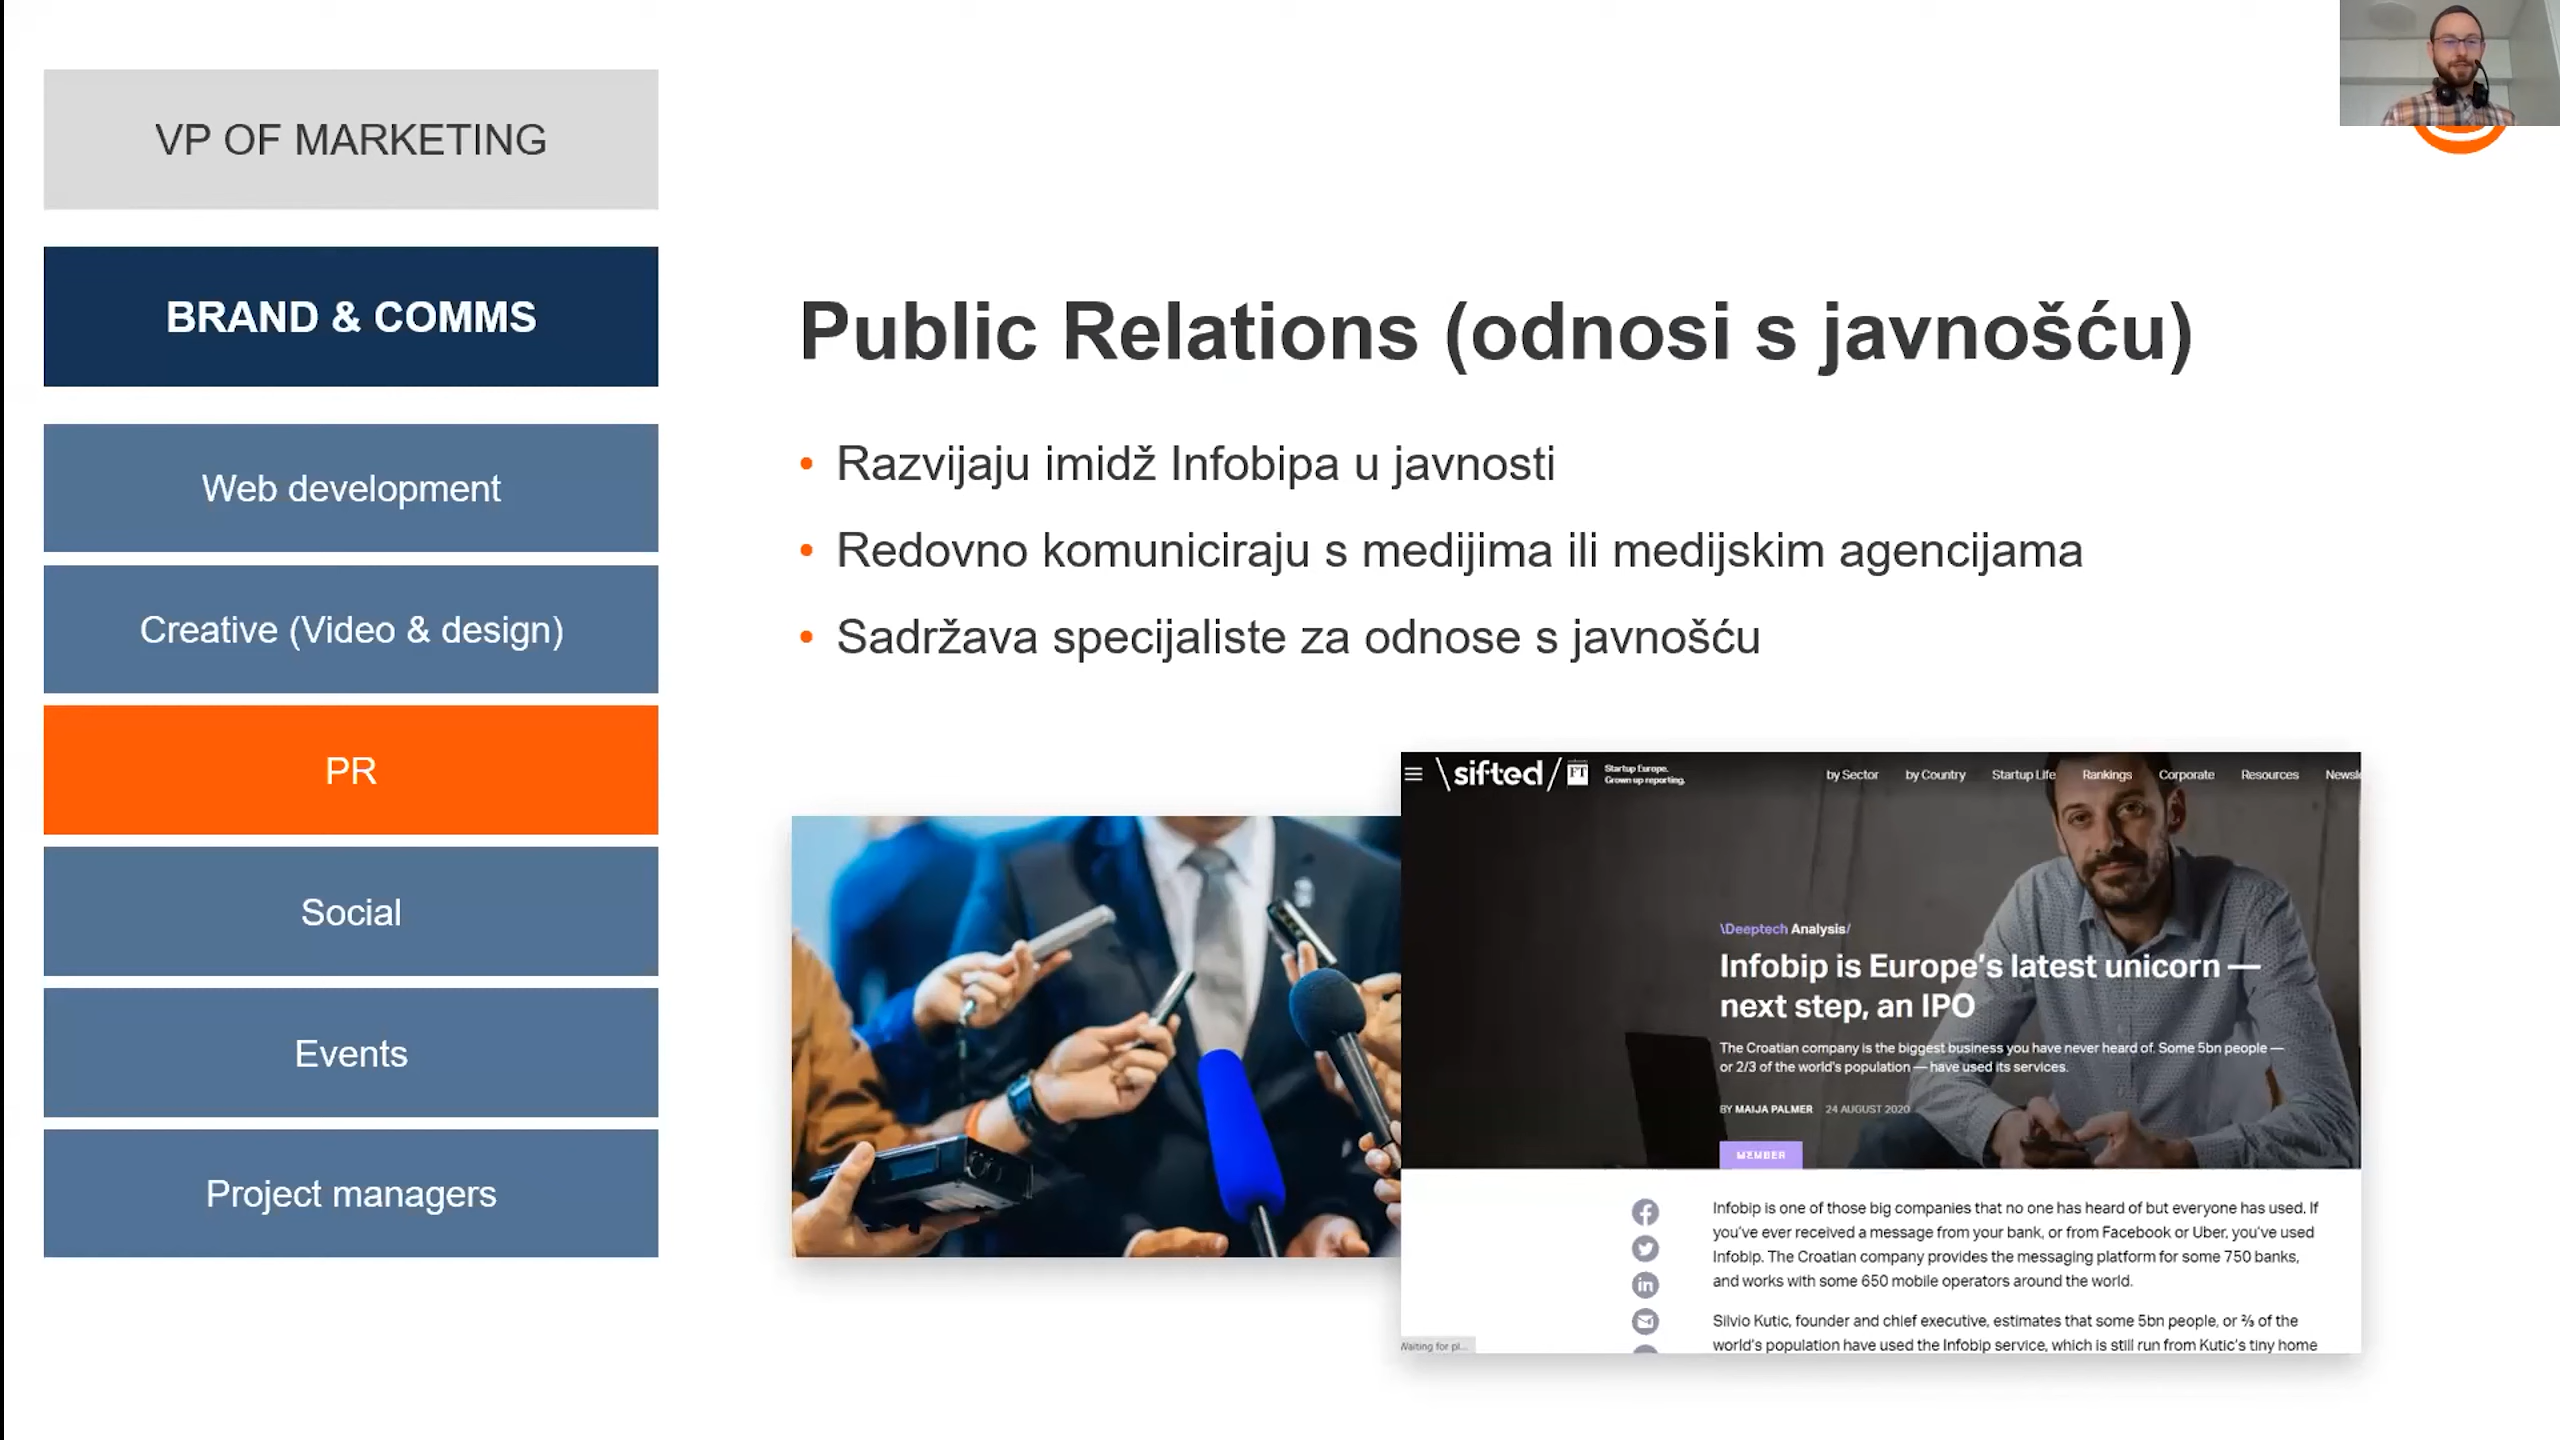 VP OF MARKETING
BRAND & COMMS
Web development
Creative (Video & design)
PR
Social
Events
Project managers
Public Relations (odnosi s javnošću)
• Razvijaju imidž Infobipa u javnosti
• Redovno komuniciraju s medijima ili medijskim agencijama
• Sadržava specijaliste za odnose s javnošću
\sifted/ FT Startup Europe. Grown up reporting.
by Sector by Country Startup Life Rankings Corporate Resources
\Deeptech Analysis/
Infobip is Europe's latest unicorn —
next step, an IPO
The Croatian company is the biggest business you have never heard of. Some 5bn people —
or 2/3 of the world's population — have used its services.
BY MAIJA PALMER 24 AUGUST 2020
MEMBER
Infobip is one of those big companies that no one has heard of but everyone has used. If
you've ever received a message from your bank, or from Facebook or Uber, you've used
Infobip. The Croatian company provides the messaging platform for some 750 banks,
and works with some 650 mobile operators around the world.
Silvio Kutic, founder and chief executive, estimates that some 5bn people, or ⅔ of the
world's population have used the Infobip service, which is still run from Kutic's tiny home
Waiting for pl...